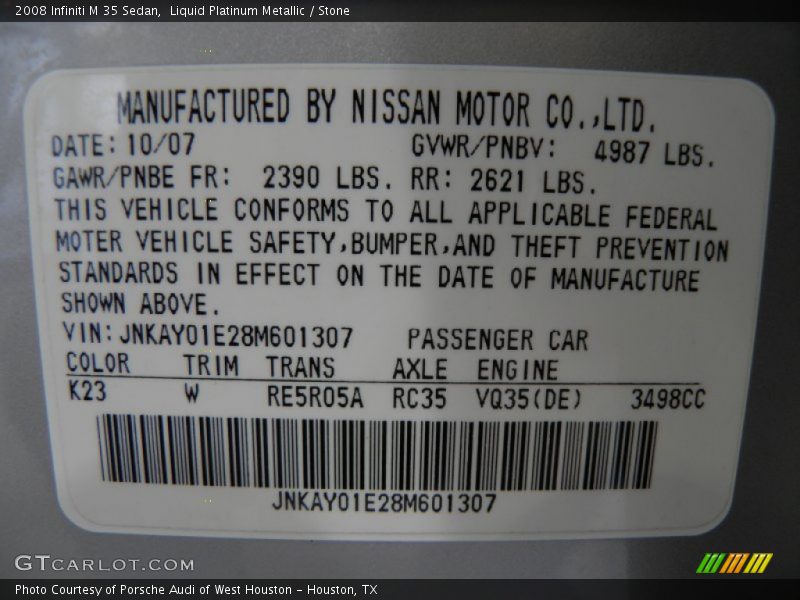 2008 Infiniti M 35 Sedan,  Liquid Platinum Metallic / Stone
MANUFACTURED BY NISSAN MOTOR CO.,LTD.
DATE: 10/07 GVWR/PNBV: 4987 LBS.
GAWR/PNBE FR: 2390 LBS. RR: 2621 LBS.
THIS VEHICLE CONFORMS TO ALL APPLICABLE FEDERAL
MOTER VEHICLE SAFETY,BUMPER,AND THEFT PREVENTION
STANDARDS IN EFFECT ON THE DATE OF MANUFACTURE
SHOWN ABOVE.
VIN: JNKAY01E28M601307 PASSENGER CAR
COLOR TRIM TRANS AXLE ENGINE
K23 W RE5R05A RC35 VQ35(DE) 3498CC
JNKAY01E28M601307
GTCARLOT.COM
Photo Courtesy of Porsche Audi of West Houston - Houston, TX